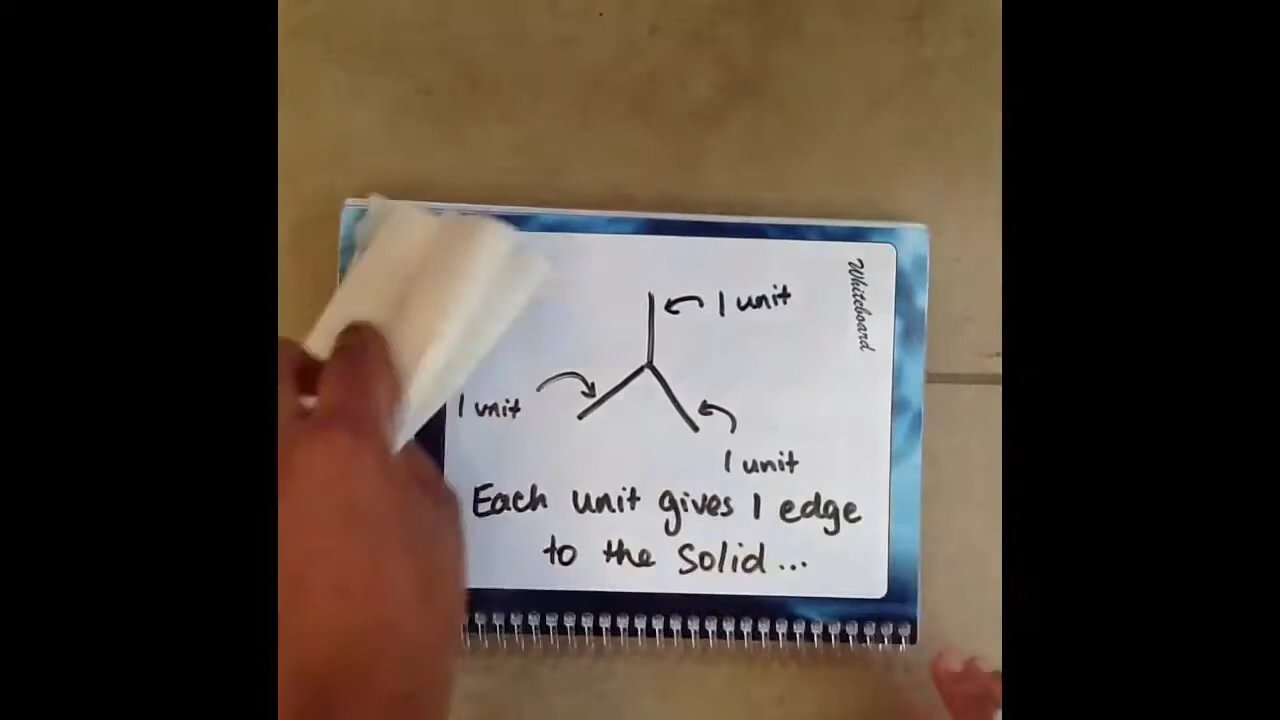 Whiteboard
1 unit
1 unit
1 unit
Each unit gives 1 edge
to the solid...